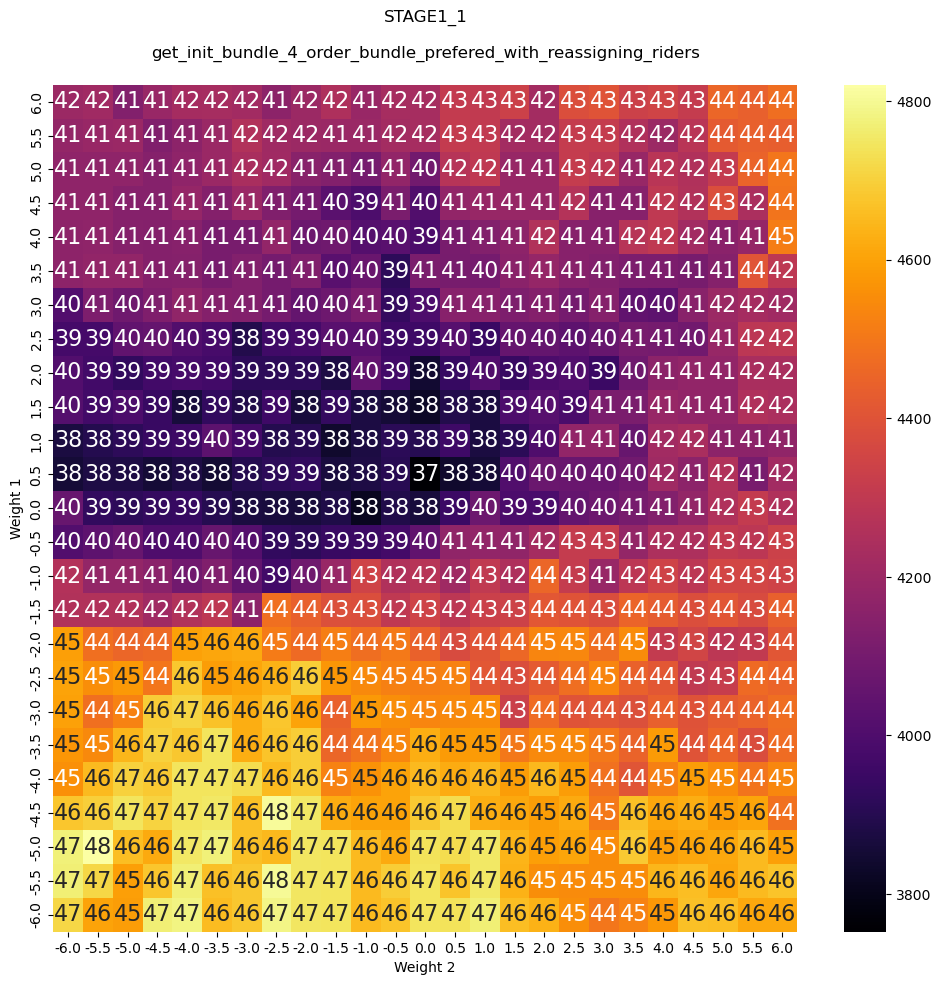 STAGE1_1
get_init_bundle_4_order_bundle_prefered_with_reassigning_riders
6.0 42 42 41 41 42 42 42 41 42 42 41 42 42 43 43 43 42 43 43 43 43 43 44 44 44
5.5 41 41 41 41 41 41 42 42 42 41 41 42 42 43 43 42 42 43 43 42 42 42 44 44 44
5.0 41 41 41 41 41 41 42 42 41 41 41 41 40 42 42 41 41 43 42 41 42 42 43 44 44
4.5 41 41 41 41 41 41 41 41 41 40 39 41 40 41 41 41 41 42 41 41 42 42 43 42 44
4.0 41 41 41 41 41 41 41 41 40 40 40 40 39 41 41 41 42 41 41 42 42 42 41 41 45
3.5 41 41 41 41 41 41 41 41 41 40 40 39 41 41 40 41 41 41 41 41 41 41 41 44 42
3.0 40 41 40 41 41 41 41 41 40 40 41 39 39 41 41 41 41 41 41 40 40 41 42 42 42
2.5 39 39 40 40 40 39 38 39 39 40 40 39 39 40 39 40 40 40 40 41 41 40 41 42 42
2.0 40 39 39 39 39 39 39 39 39 38 40 39 38 39 40 39 39 40 39 40 41 41 41 42 42
1.5 40 39 39 39 38 39 38 39 38 39 38 38 38 38 38 39 40 39 41 41 41 41 41 42 42
1.0 38 38 39 39 39 40 39 38 39 38 38 39 38 39 38 39 40 41 41 40 42 42 41 41 41
0.5 38 38 38 38 38 38 38 39 39 38 38 39 37 38 38 40 40 40 40 40 42 41 42 41 42
0.0 40 39 39 39 39 39 38 38 38 38 38 38 38 39 40 39 39 40 40 41 41 41 42 43 42
-0.5 40 40 40 40 40 40 40 39 39 39 39 39 40 41 41 41 42 43 43 41 42 42 43 42 43
-1.0 42 41 41 41 40 41 40 39 40 41 43 42 42 42 43 42 44 43 41 42 43 42 43 43 43
-1.5 42 42 42 42 42 42 41 44 44 43 43 42 43 42 43 43 44 44 43 44 44 43 44 43 44
-2.0 45 44 44 44 45 46 46 45 44 45 44 45 44 43 44 44 45 45 44 45 43 43 42 43 44
-2.5 45 45 45 44 46 45 46 46 46 45 45 45 45 45 44 43 44 44 45 44 44 43 43 44 44
-3.0 45 44 45 46 47 46 46 46 46 44 45 45 45 45 45 43 44 44 44 43 44 43 44 44 44
-3.5 45 45 46 47 46 47 46 46 46 44 44 45 46 45 45 45 45 45 45 44 45 44 44 43 44
-4.0 45 46 47 46 47 47 47 46 46 45 45 46 46 46 46 45 46 45 44 44 45 45 45 44 45
-4.5 46 46 47 47 47 47 46 48 47 46 46 46 46 47 46 46 45 46 45 46 46 46 45 46 44
-5.0 47 48 46 46 47 47 46 46 47 47 46 46 47 47 47 46 45 46 45 46 45 46 46 46 45
-5.5 47 47 45 46 47 46 46 48 47 47 46 46 47 46 47 46 45 45 45 45 46 46 46 46 46
-6.0 47 46 45 47 47 46 46 47 47 47 46 46 47 46 47 46 46 45 44 45 45 46 46 46 46
-6.0 -5.5 -5.0 -4.5 -4.0 -3.5 -3.0 -2.5 -2.0 -1.5 -1.0 -0.5 0.0 0.5 1.0 1.5 2.0 2.5 3.0 3.5 4.0 4.5 5.0 5.5 6.0
Weight 1
Weight 2
4800
4600
4400
4200
4000
3800